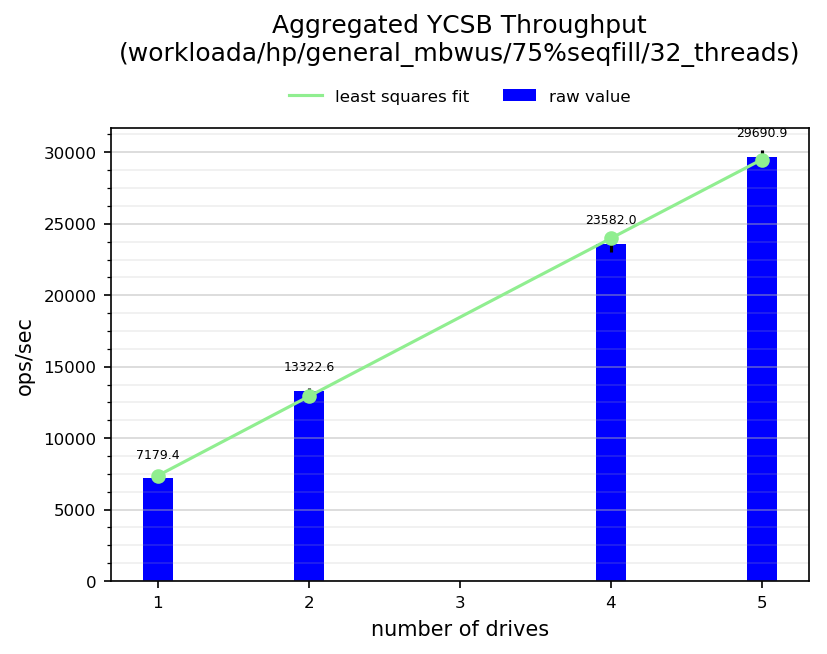 Aggregated YCSB Throughput
(workloada/hp/general_mbwus/75%seqfill/32_threads)
least squares fit
raw value
29690.9
30000
25000
23582.0
20000
15000
13322.6
10000
7179.4
5000
0
ops/sec
1 2 3 4 5
number of drives